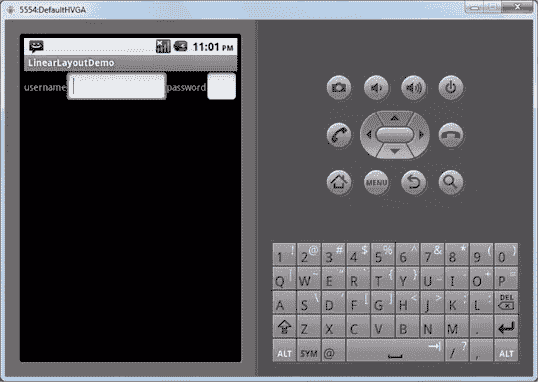 5554:DefaultHVGA
11:01 PM
LinearLayoutDemo
username password
MENU
1 ! 2 @ 3 # 4 $ 5 % 6 ^ 7 & 8 * 9 ( 0 )
Q W ~ E " R ` T { Y } U _ I - O + P =
A S \ D ' F [ G ] H < J > K ; L : DEL
Z X C V B N M .
ALT SYM @ / ? , ALT